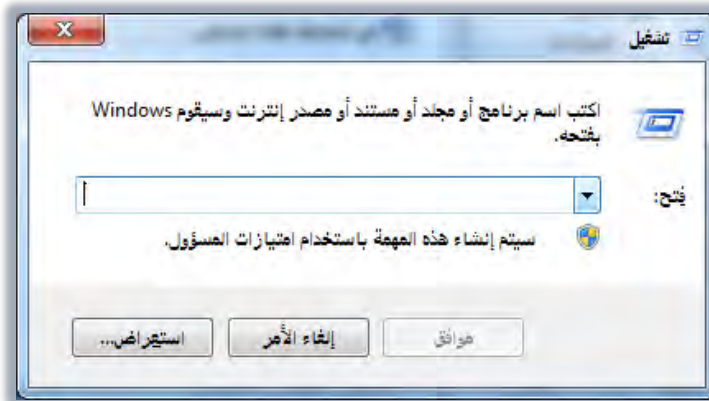 تشغيل
اكتب اسم برنامج أو مجلد أو مستند أو مصدر إنترنت وسيقوم Windows
بفتحه.
فتح:
سيتم إنشاء هذه المهمة باستخدام امتيازات المسؤول.
موافق إلغاء الأمر استعراض...